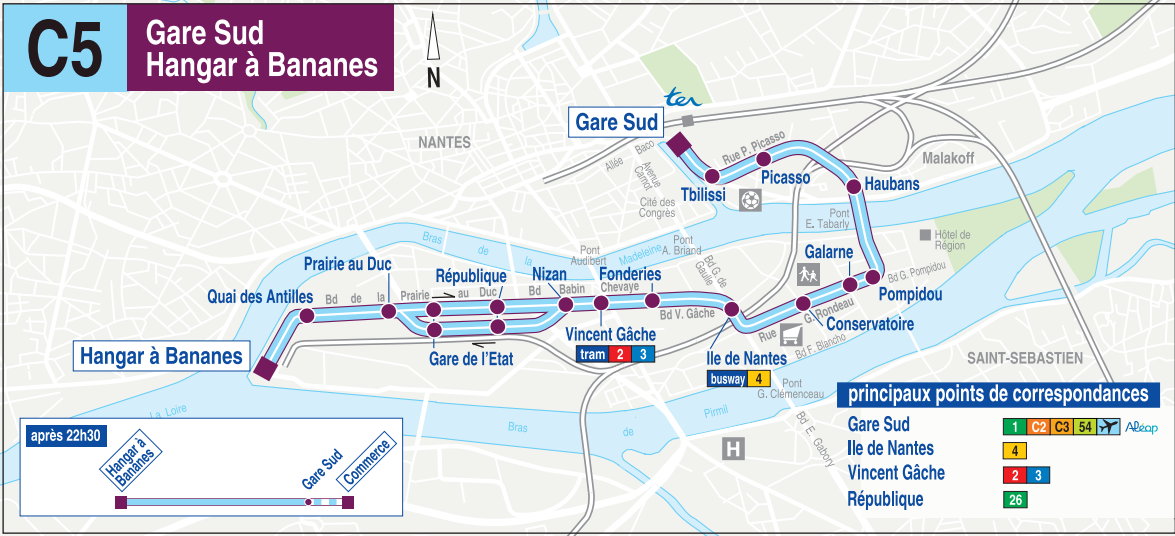 C5
Gare Sud
Hangar à Bananes
N
NANTES
ter
Gare Sud
Allée Baco
Avenue
Carnot
Cité des
Congrès
Rue P. Picasso
Tbilissi
Picasso
Haubans
Malakoff
Pont
E. Tabarly
Hôtel de
Région
Bras de la Madeleine
Pont
Audibert
Pont
A. Briand
Bd G. de
Gaulle
Galarne
Bd G. Pompidou
Pompidou
Prairie au Duc
République
Nizan
Fonderies
Quai des Antilles
Bd de la Prairie au Duc
Bd Babin
Chevaye
Bd V. Gâche
Rue G. Rondeau
Conservatoire
Vincent Gâche
tram 2 3
Gare de l'Etat
Hangar à Bananes
Ile de Nantes
busway 4
Bd F. Blancho
Pont
G. Clémenceau
SAINT-SEBASTIEN
La Loire
Bras de Pirmil
Bd E. Gabory
H
après 22h30
Hangar à
Bananes
Gare Sud
Commerce
principaux points de correspondances
Gare Sud 1 C2 C3 54 Aléop
Ile de Nantes 4
Vincent Gâche 2 3
République 26